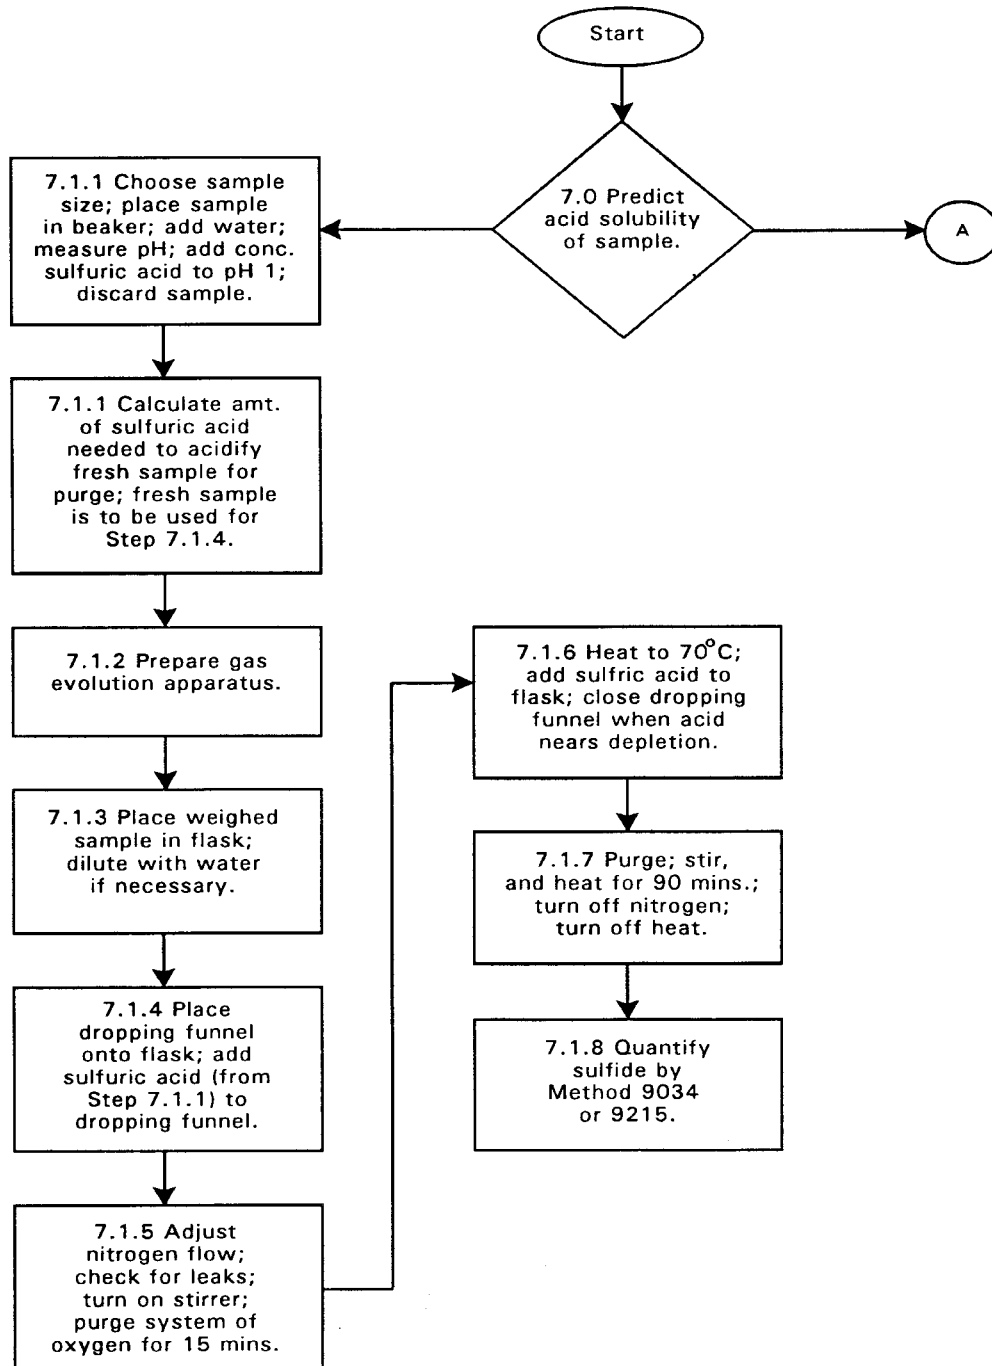 Start
7.0 Predict
acid solubility
of sample.
A
7.1.1 Choose sample
size; place sample
in beaker; add water;
measure pH; add conc.
sulfuric acid to pH 1;
discard sample.
7.1.1 Calculate amt.
of sulfuric acid
needed to acidify
fresh sample for
purge; fresh sample
is to be used for
Step 7.1.4.
7.1.2 Prepare gas
evolution apparatus.
7.1.3 Place weighed
sample in flask;
dilute with water
if necessary.
7.1.4 Place
dropping funnel
onto flask; add
sulfuric acid (from
Step 7.1.1) to
dropping funnel.
7.1.5 Adjust
nitrogen flow;
check for leaks;
turn on stirrer;
purge system of
oxygen for 15 mins.
7.1.6 Heat to 70°C;
add sulfric acid to
flask; close dropping
funnel when acid
nears depletion.
7.1.7 Purge; stir,
and heat for 90 mins.;
turn off nitrogen;
turn off heat.
7.1.8 Quantify
sulfide by
Method 9034
or 9215.